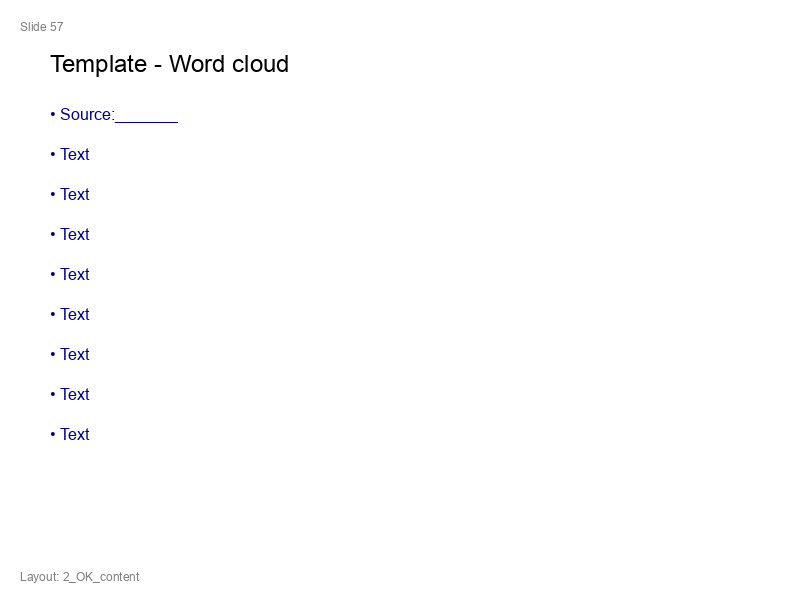 Slide 57
Template - Word cloud
• Source:_______
• Text
• Text
• Text
• Text
• Text
• Text
• Text
• Text
Layout: 2_OK_content